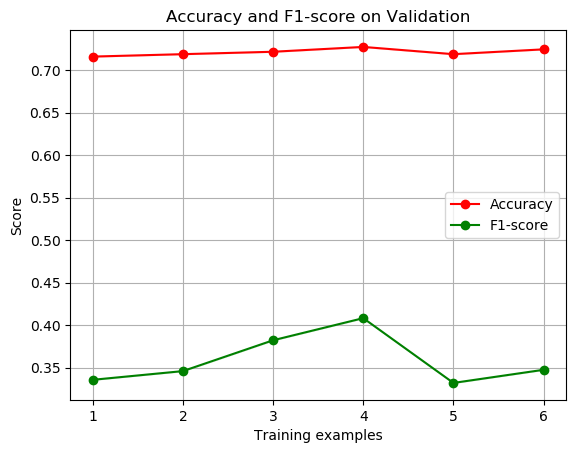 Accuracy and F1-score on Validation
Score
0.70
0.65
0.60
0.55
0.50
0.45
0.40
0.35
Accuracy
F1-score
1 2 3 4 5 6
Training examples